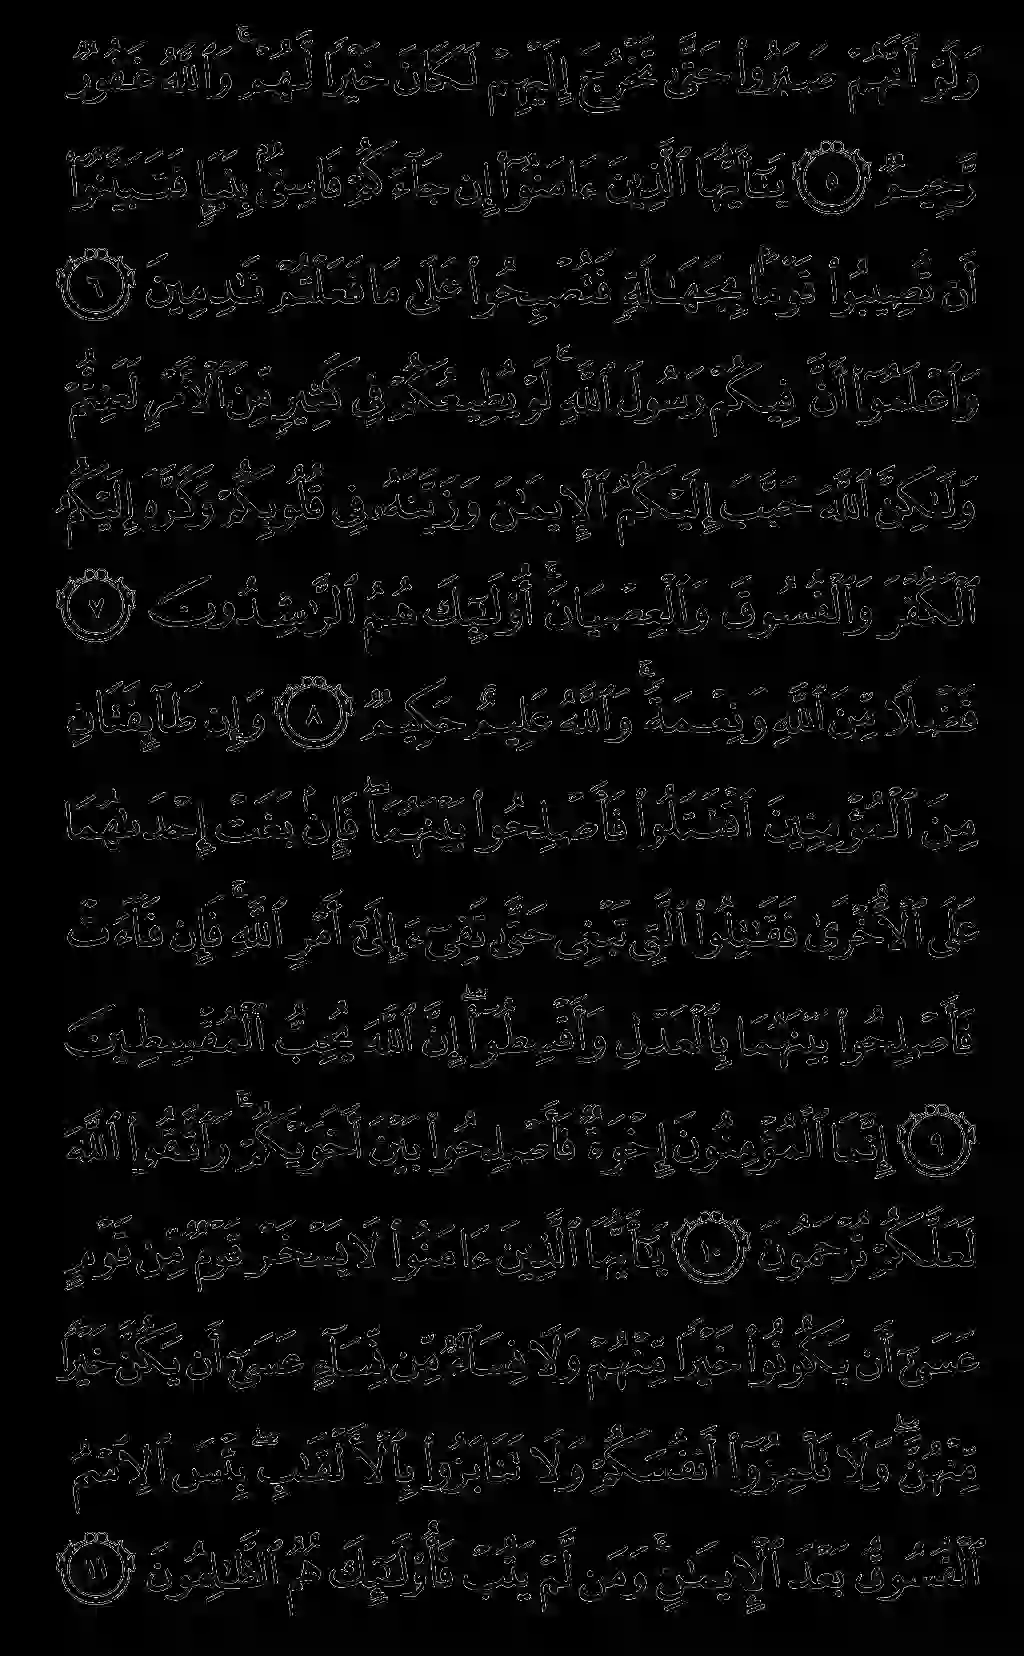 وَلَوْ أَنَّهُمْ صَبَرُوا۟ حَتَّىٰ تَخْرُجَ إِلَيْهِمْ لَكَانَ خَيْرًا لَّهُمْ ۚ وَٱللَّهُ غَفُورٌ
رَّحِيمٌ ٥ يَـٰٓأَيُّهَا ٱلَّذِينَ ءَامَنُوٓا۟ إِن جَآءَكُمْ فَاسِقٌۢ بِنَبَإٍ فَتَبَيَّنُوٓا۟
أَن تُصِيبُوا۟ قَوْمًۢا بِجَهَـٰلَةٍ فَتُصْبِحُوا۟ عَلَىٰ مَا فَعَلْتُمْ نَـٰدِمِينَ ٦
وَٱعْلَمُوٓا۟ أَنَّ فِيكُمْ رَسُولَ ٱللَّهِ ۚ لَوْ يُطِيعُكُمْ فِى كَثِيرٍ مِّنَ ٱلْأَمْرِ لَعَنِتُّمْ
وَلَـٰكِنَّ ٱللَّهَ حَبَّبَ إِلَيْكُمُ ٱلْإِيمَـٰنَ وَزَيَّنَهُۥ فِى قُلُوبِكُمْ وَكَرَّهَ إِلَيْكُمُ
ٱلْكُفْرَ وَٱلْفُسُوقَ وَٱلْعِصْيَانَ ۚ أُو۟لَـٰٓئِكَ هُمُ ٱلرَّٰشِدُونَ ٧
فَضْلًا مِّنَ ٱللَّهِ وَنِعْمَةً ۚ وَٱللَّهُ عَلِيمٌ حَكِيمٌ ٨ وَإِن طَآئِفَتَانِ
مِنَ ٱلْمُؤْمِنِينَ ٱقْتَتَلُوا۟ فَأَصْلِحُوا۟ بَيْنَهُمَا ۖ فَإِنۢ بَغَتْ إِحْدَىٰهُمَا
عَلَى ٱلْأُخْرَىٰ فَقَـٰتِلُوا۟ ٱلَّتِى تَبْغِى حَتَّىٰ تَفِىٓءَ إِلَىٰٓ أَمْرِ ٱللَّهِ ۚ فَإِن فَآءَتْ
فَأَصْلِحُوا۟ بَيْنَهُمَا بِٱلْعَدْلِ وَأَقْسِطُوٓا۟ ۖ إِنَّ ٱللَّهَ يُحِبُّ ٱلْمُقْسِطِينَ
٩ إِنَّمَا ٱلْمُؤْمِنُونَ إِخْوَةٌ فَأَصْلِحُوا۟ بَيْنَ أَخَوَيْكُمْ ۚ وَٱتَّقُوا۟ ٱللَّهَ
لَعَلَّكُمْ تُرْحَمُونَ ١٠ يَـٰٓأَيُّهَا ٱلَّذِينَ ءَامَنُوا۟ لَا يَسْخَرْ قَوْمٌ مِّن قَوْمٍ
عَسَىٰٓ أَن يَكُونُوا۟ خَيْرًا مِّنْهُمْ وَلَا نِسَآءٌ مِّن نِّسَآءٍ عَسَىٰٓ أَن يَكُنَّ خَيْرًا
مِّنْهُنَّ ۖ وَلَا تَلْمِزُوٓا۟ أَنفُسَكُمْ وَلَا تَنَابَزُوا۟ بِٱلْأَلْقَـٰبِ ۖ بِئْسَ ٱلِٱسْمُ
ٱلْفُسُوقُ بَعْدَ ٱلْإِيمَـٰنِ ۚ وَمَن لَّمْ يَتُبْ فَأُو۟لَـٰٓئِكَ هُمُ ٱلظَّـٰلِمُونَ ١١